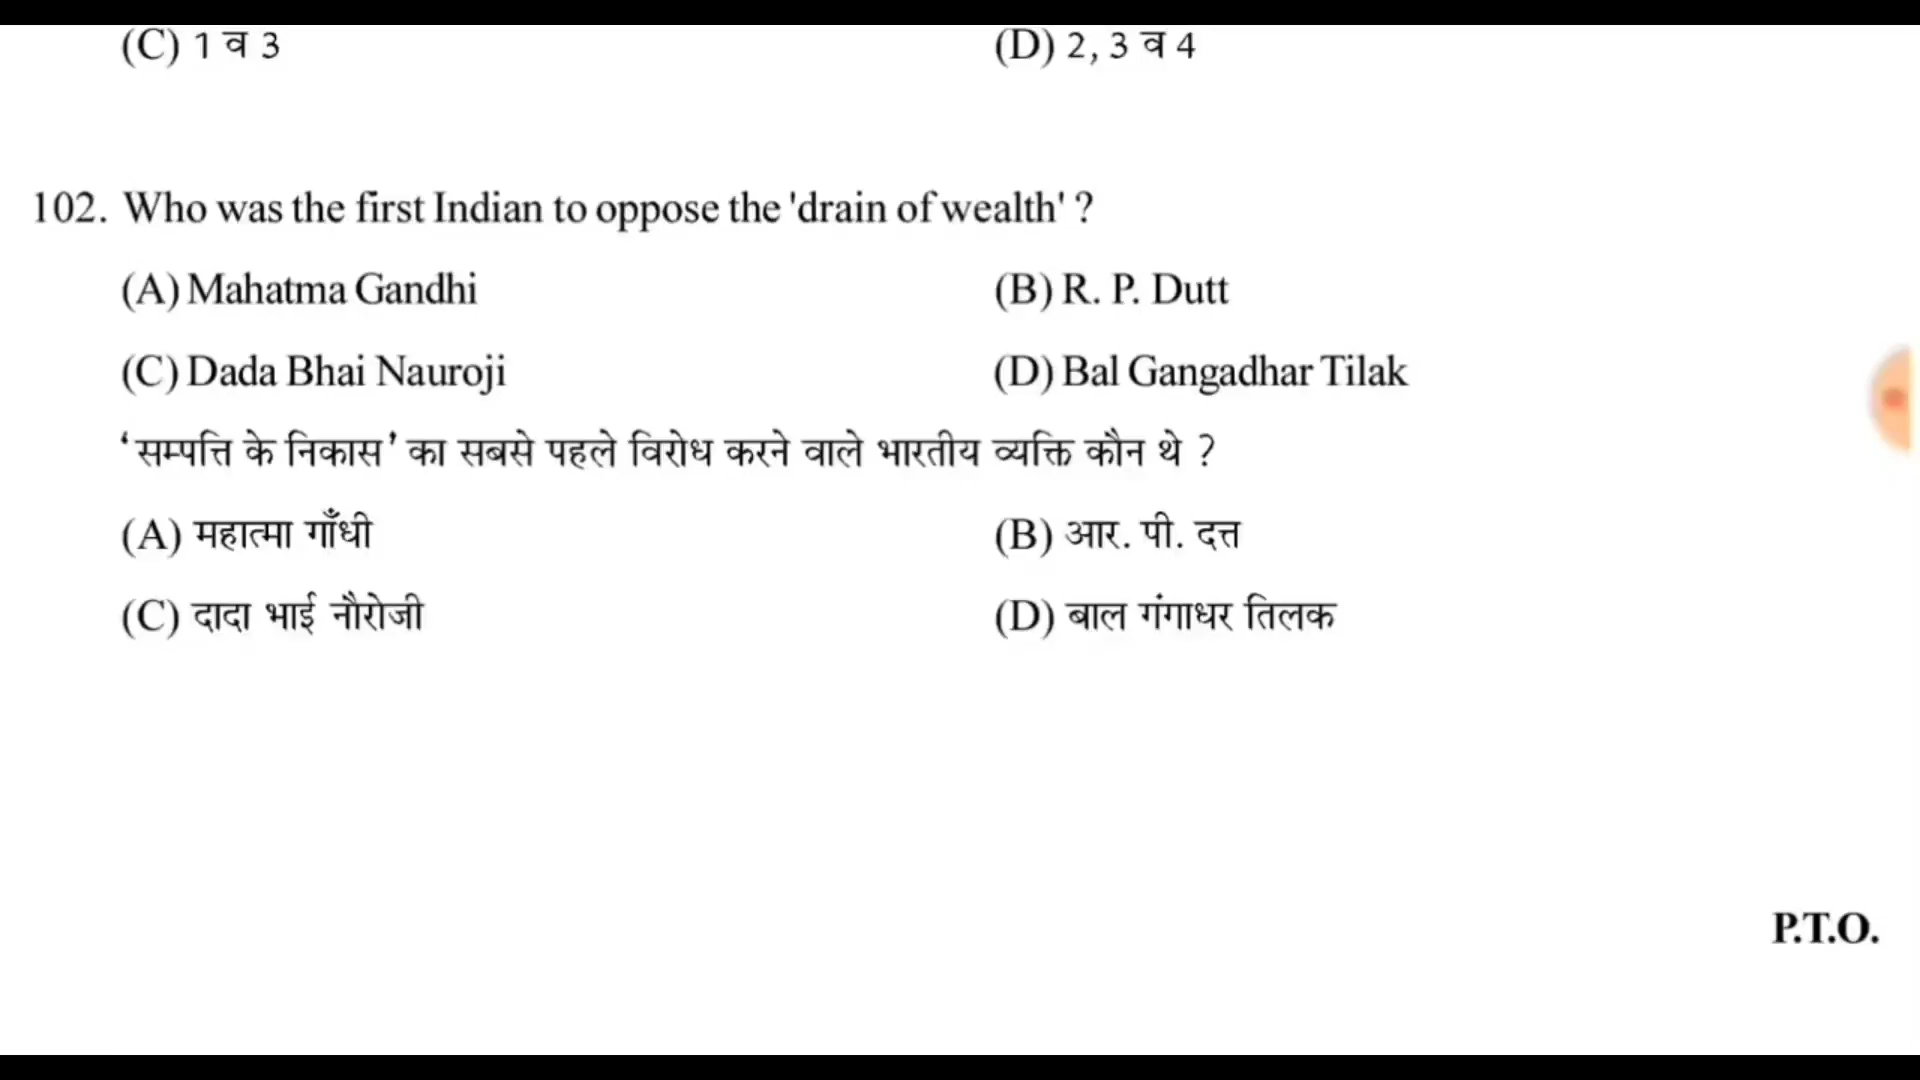 (C) 1 व 3 (D) 2, 3 व 4
102. Who was the first Indian to oppose the 'drain of wealth' ?
(A) Mahatma Gandhi (B) R. P. Dutt
(C) Dada Bhai Nauroji (D) Bal Gangadhar Tilak
‘सम्पत्ति के निकास’ का सबसे पहले विरोध करने वाले भारतीय व्यक्ति कौन थे ?
(A) महात्मा गाँधी (B) आर. पी. दत्त
(C) दादा भाई नौरोजी (D) बाल गंगाधर तिलक
P.T.O.